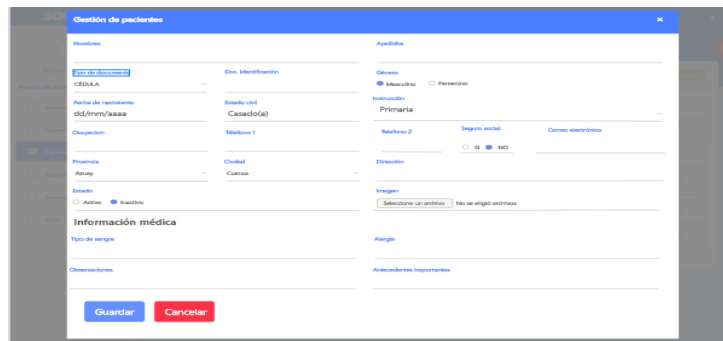 Gestión de pacientes ×
Nombres Apellidos
Tipo de documento Doc. Identificación Género
CÉDULA Masculino Femenino
Fecha de nacimiento Estado civil Instrucción
dd/mm/aaaa Casado(a) Primaria
Ocupacion Télefono 1 Teléfono 2 Seguro social Correo electrónico
SI NO
Provincia Ciudad Dirección
Azuay Cuenca
Estado Imagen
Activo Inactivo Seleccione un archivo No se eligió archivos
Información médica
Tipo de sangre Alergia
Observaciones Antecedentes importantes
Guardar Cancelar